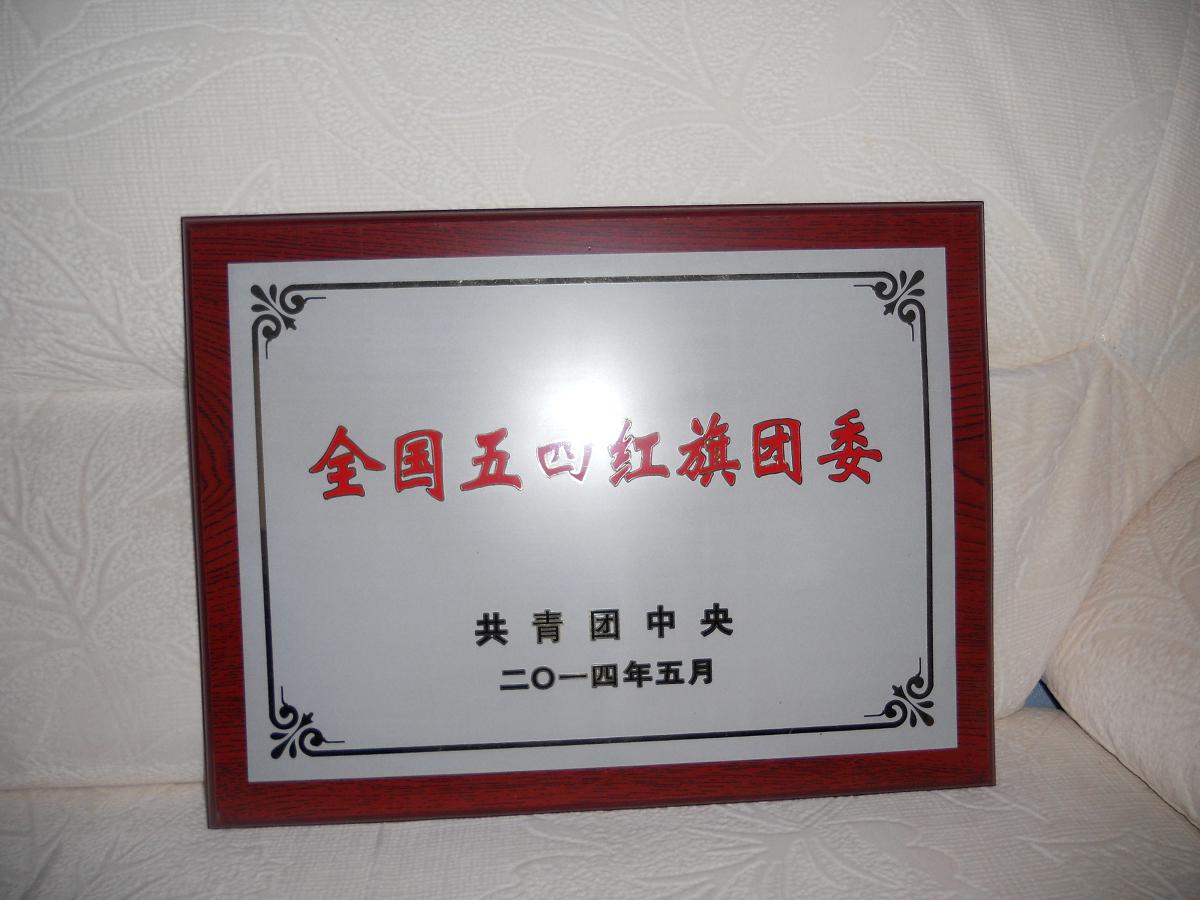 全国五四红旗团委
共青团中央
二〇一四年五月